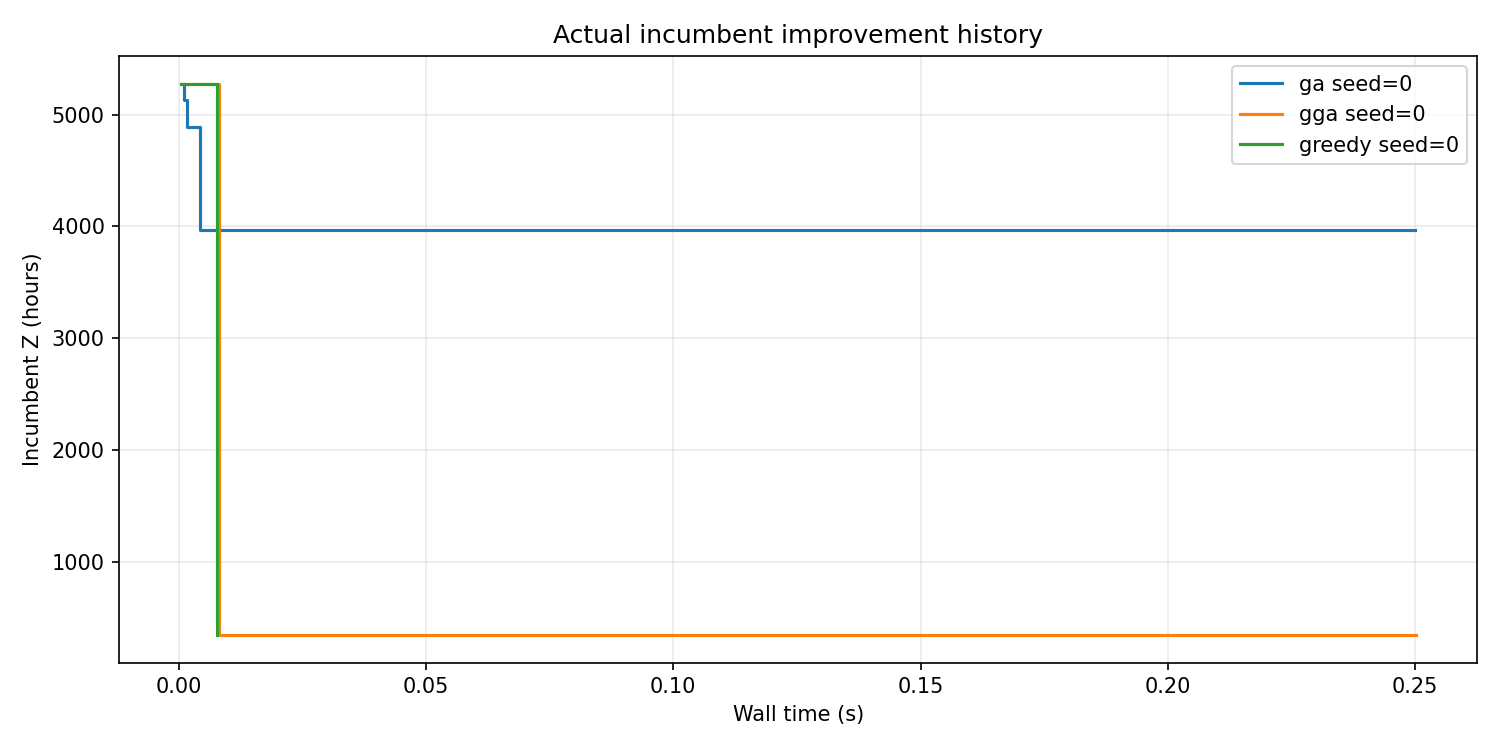 Actual incumbent improvement history
ga seed=0
gga seed=0
greedy seed=0
Incumbent Z (hours)
5000
4000
3000
2000
1000
0.00 0.05 0.10 0.15 0.20 0.25
Wall time (s)